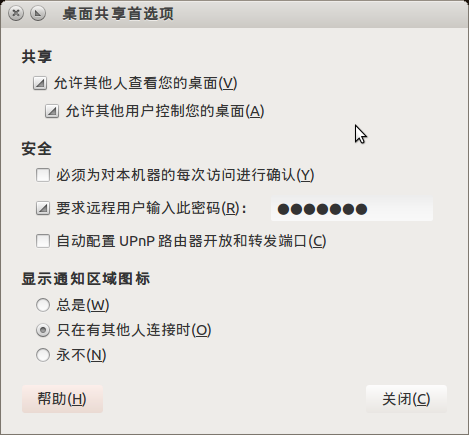 桌面共享首选项
共享
允许其他人查看您的桌面(V)
允许其他用户控制您的桌面(A)
安全
必须为对本机器的每次访问进行确认(Y)
要求远程用户输入此密码(R)： ●●●●●●●
自动配置 UPnP 路由器开放和转发端口(C)
显示通知区域图标
总是(W)
只在有其他人连接时(O)
永不(N)
帮助(H) 关闭(C)